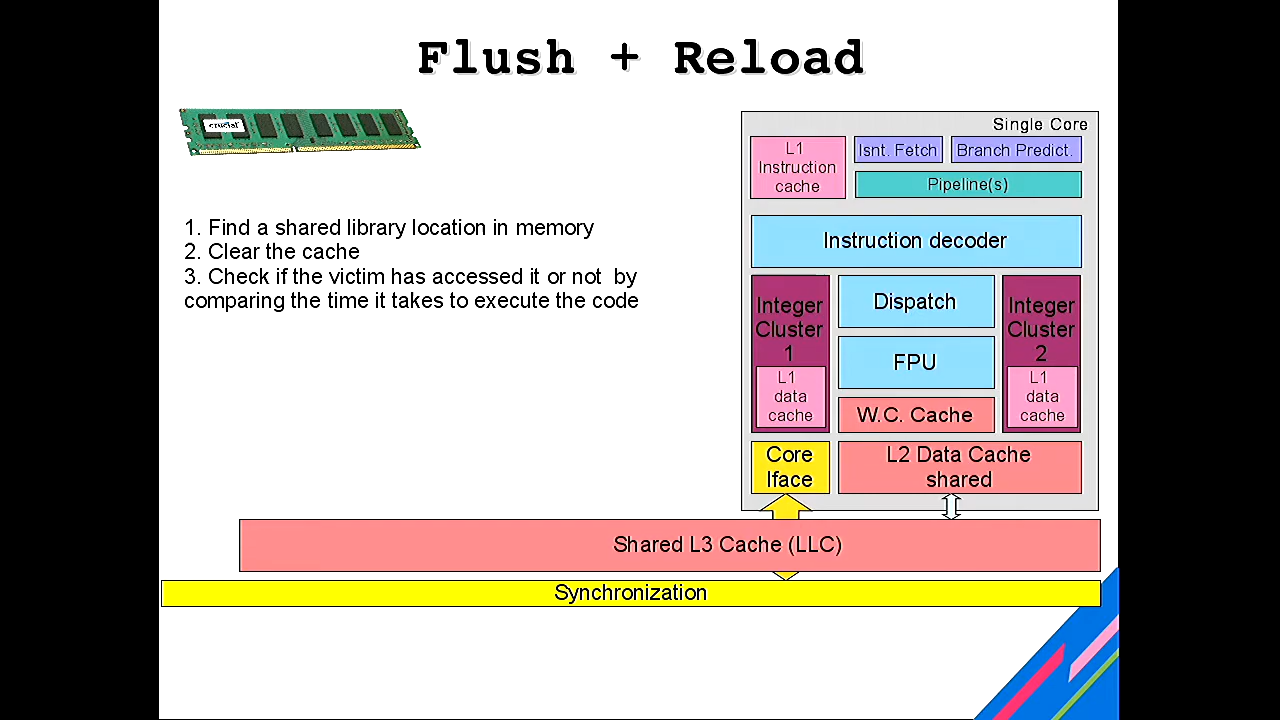 Flush + Reload
crucial
1. Find a shared library location in memory
2. Clear the cache
3. Check if the victim has accessed it or not by
comparing the time it takes to execute the code
Single Core
L1
Instruction
cache
Isnt. Fetch
Branch Predict.
Pipeline(s)
Instruction decoder
Integer
Cluster
1
L1
data
cache
Dispatch
FPU
W.C. Cache
Integer
Cluster
2
L1
data
cache
Core
Iface
L2 Data Cache
shared
Shared L3 Cache (LLC)
Synchronization